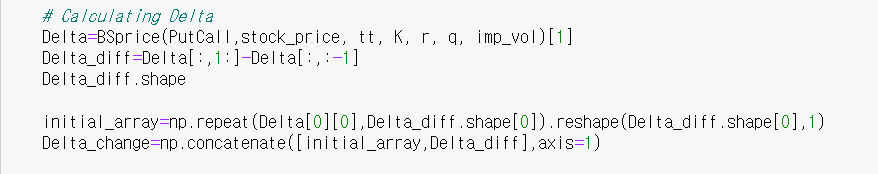 # Calculating Delta
Delta=BSprice(PutCall,stock_price, tt, K, r, q, imp_vol)[1]
Delta_diff=Delta[:,1:]-Delta[:,:-1]
Delta_diff.shape
initial_array=np.repeat(Delta[0][0],Delta_diff.shape[0]).reshape(Delta_diff.shape[0],1)
Delta_change=np.concatenate([initial_array,Delta_diff],axis=1)